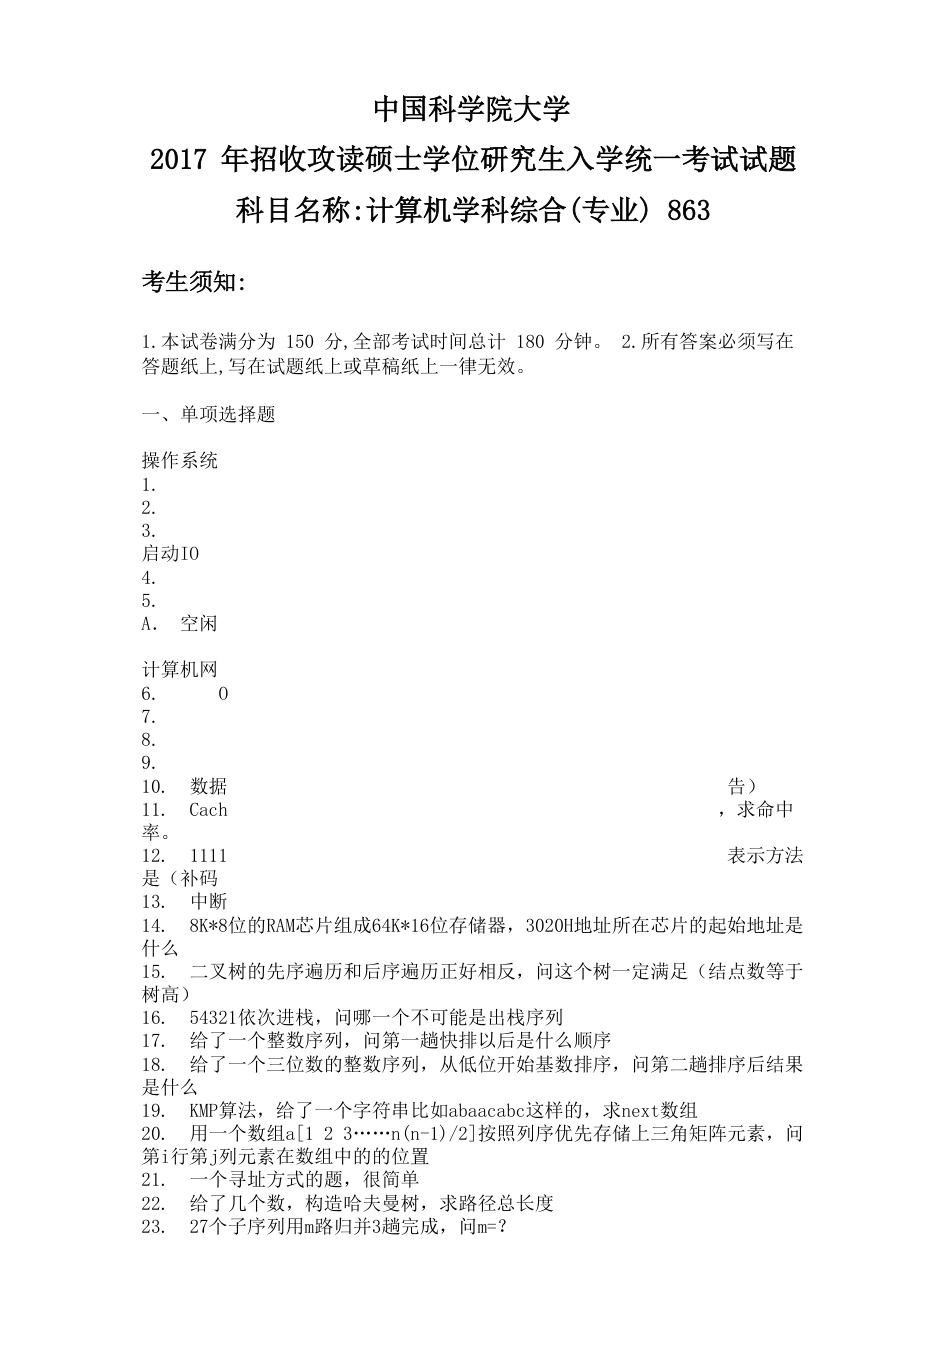 中国科学院大学
2017 年招收攻读硕士学位研究生入学统一考试试题
科目名称:计算机学科综合(专业) 863
考生须知:
1.本试卷满分为 150 分,全部考试时间总计 180 分钟。 2.所有答案必须写在
答题纸上,写在试题纸上或草稿纸上一律无效。
一、单项选择题
操作系统
1.
2.
3.
启动IO
4.
5.
A. 空闲
计算机网
6. O
7.
8.
9.
10. 数据 告)
11. Cach ,求命中
率。
12. 1111 表示方法
是(补码
13. 中断
14. 8K*8位的RAM芯片组成64K*16位存储器，3020H地址所在芯片的起始地址是
什么
15. 二叉树的先序遍历和后序遍历正好相反，问这个树一定满足（结点数等于
树高）
16. 54321依次进栈，问哪一个不可能是出栈序列
17. 给了一个整数序列，问第一趟快排以后是什么顺序
18. 给了一个三位数的整数序列，从低位开始基数排序，问第二趟排序后结果
是什么
19. KMP算法，给了一个字符串比如abaacabc这样的，求next数组
20. 用一个数组a[1 2 3……n(n-1)/2]按照列序优先存储上三角矩阵元素，问
第i行第j列元素在数组中的的位置
21. 一个寻址方式的题，很简单
22. 给了几个数，构造哈夫曼树，求路径总长度
23. 27个子序列用m路归并3趟完成，问m=？